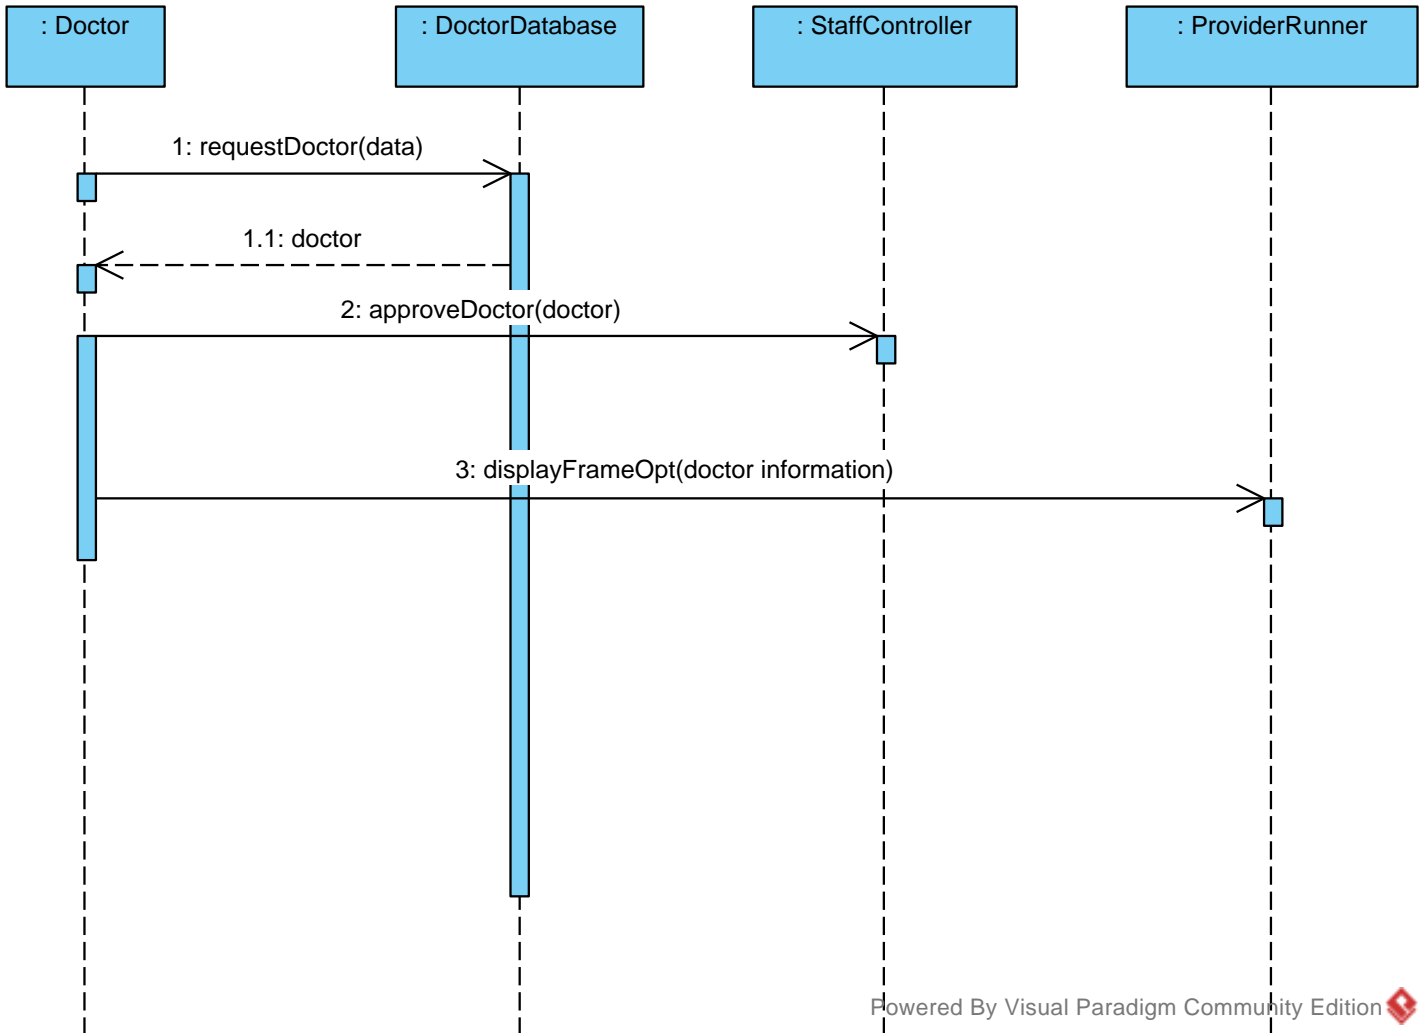 : Doctor
: DoctorDatabase
: StaffController
: ProviderRunner
1: requestDoctor(data)
1.1: doctor
2: approveDoctor(doctor)
3: displayFrameOpt(doctor information)
Powered By Visual Paradigm Community Edition